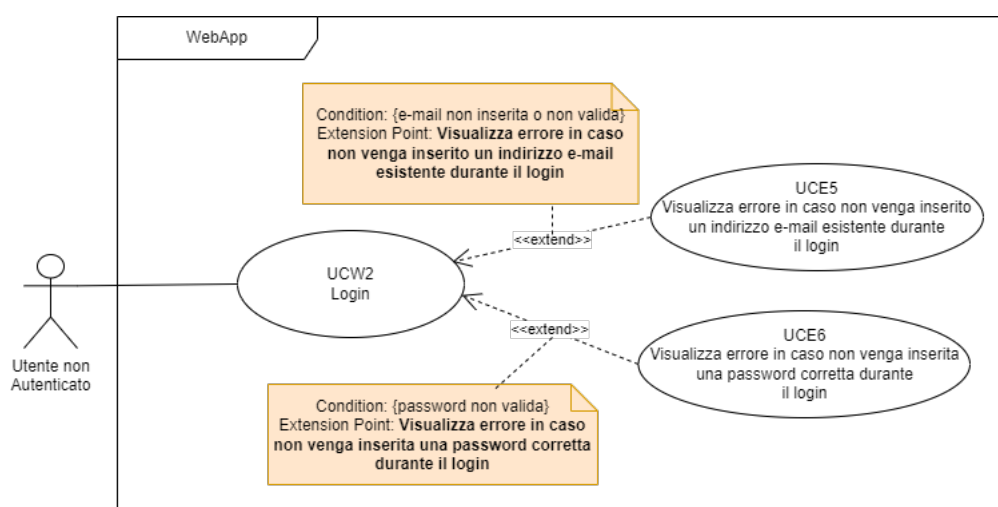 WebApp
Condition: {e-mail non inserita o non valida}
Extension Point: Visualizza errore in caso
non venga inserito un indirizzo e-mail
esistente durante il login
UCE5
Visualizza errore in caso non venga inserito
un indirizzo e-mail esistente durante
il login
<<extend>>
UCW2
Login
Utente non
Autenticato
<<extend>>
UCE6
Visualizza errore in caso non venga inserita
una password corretta durante
il login
Condition: {password non valida}
Extension Point: Visualizza errore in caso
non venga inserita una password corretta
durante il login